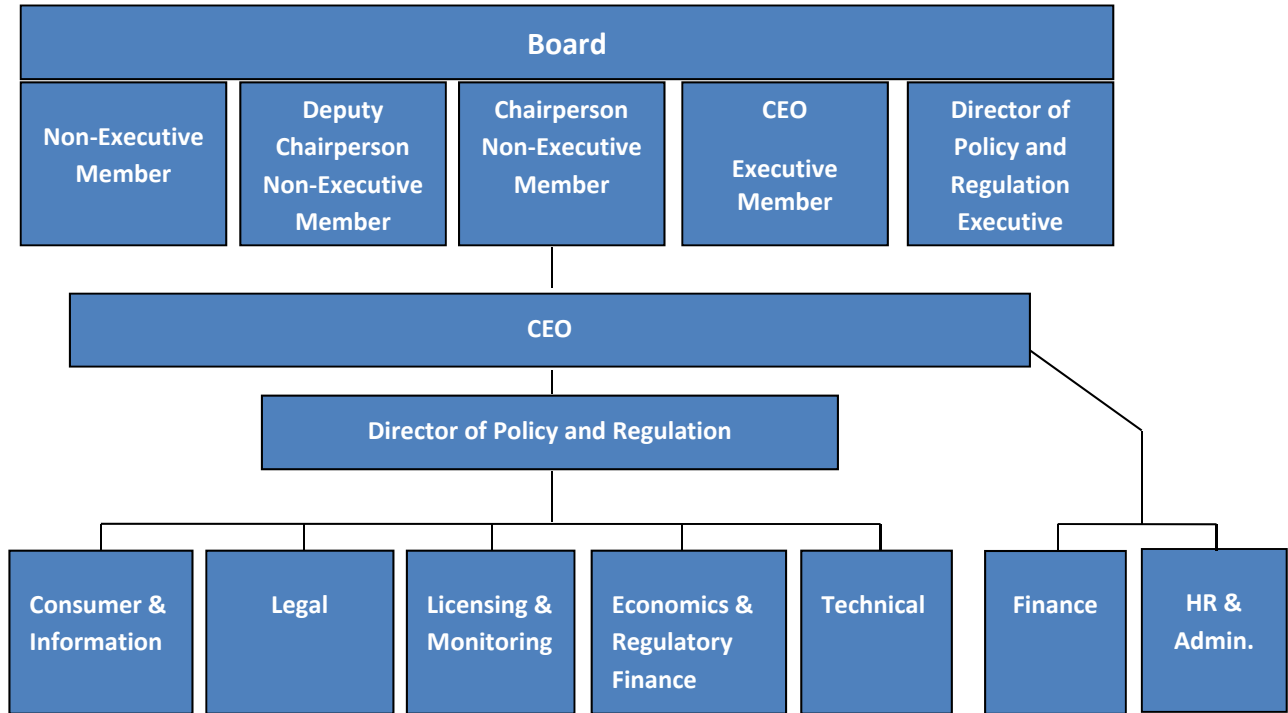 Board
Non-Executive
Member
Deputy
Chairperson
Non-Executive
Member
Chairperson
Non-Executive
Member
CEO
Executive
Member
Director of
Policy and
Regulation
Executive
CEO
Director of Policy and Regulation
Consumer &
Information
Legal
Licensing &
Monitoring
Economics &
Regulatory
Finance
Technical
Finance
HR &
Admin.